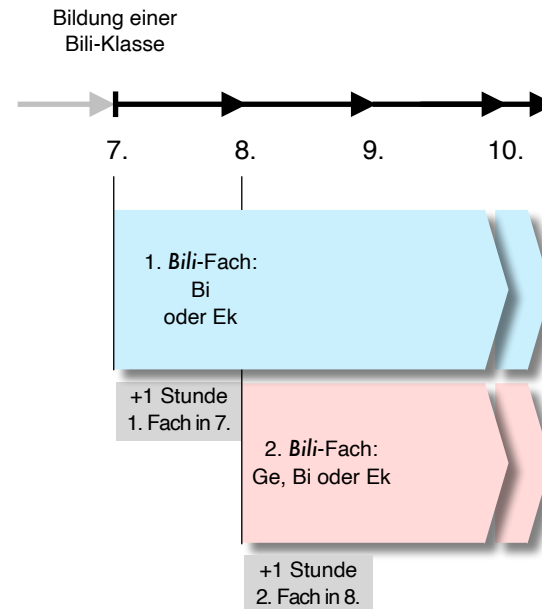 Bildung einer
Bili-Klasse
7. 8. 9. 10.
1. Bili-Fach:
Bi
oder Ek
+1 Stunde
1. Fach in 7.
2. Bili-Fach:
Ge, Bi oder Ek
+1 Stunde
2. Fach in 8.